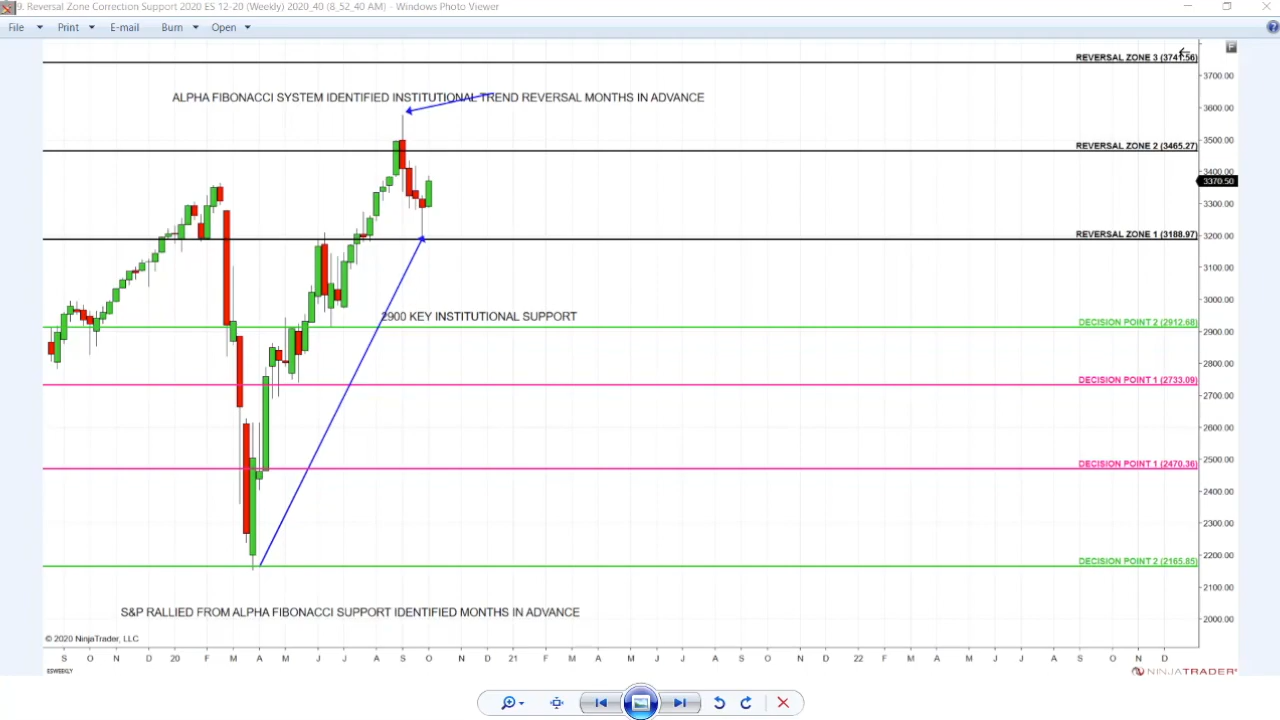 9. Reversal Zone Correction Support 2020 ES 12-20 (Weekly) 2020_40 (8_52_40 AM) - Windows Photo Viewer
File Print E-mail Burn Open
REVERSAL ZONE 3 (3741.56)
F
3700.00
ALPHA FIBONACCI SYSTEM IDENTIFIED INSTITUTIONAL TREND REVERSAL MONTHS IN ADVANCE
3600.00
REVERSAL ZONE 2 (3465.27)
3500.00
3400.00
3370.50
3300.00
REVERSAL ZONE 1 (3188.97)
3200.00
3100.00
3000.00
2900 KEY INSTITUTIONAL SUPPORT
DECISION POINT 2 (2912.68)
2900.00
2800.00
DECISION POINT 1 (2733.09)
2700.00
2600.00
2500.00
DECISION POINT 1 (2470.36)
2400.00
2300.00
2200.00
DECISION POINT 2 (2165.85)
2100.00
S&P RALLIED FROM ALPHA FIBONACCI SUPPORT IDENTIFIED MONTHS IN ADVANCE
2000.00
© 2020 NinjaTrader, LLC
S O N D 20 F M A M J J A S O N D 21 F M A M J J A S O N D 22 F M A M J J A S O N D
ESWEEKLY
NINJATRADER